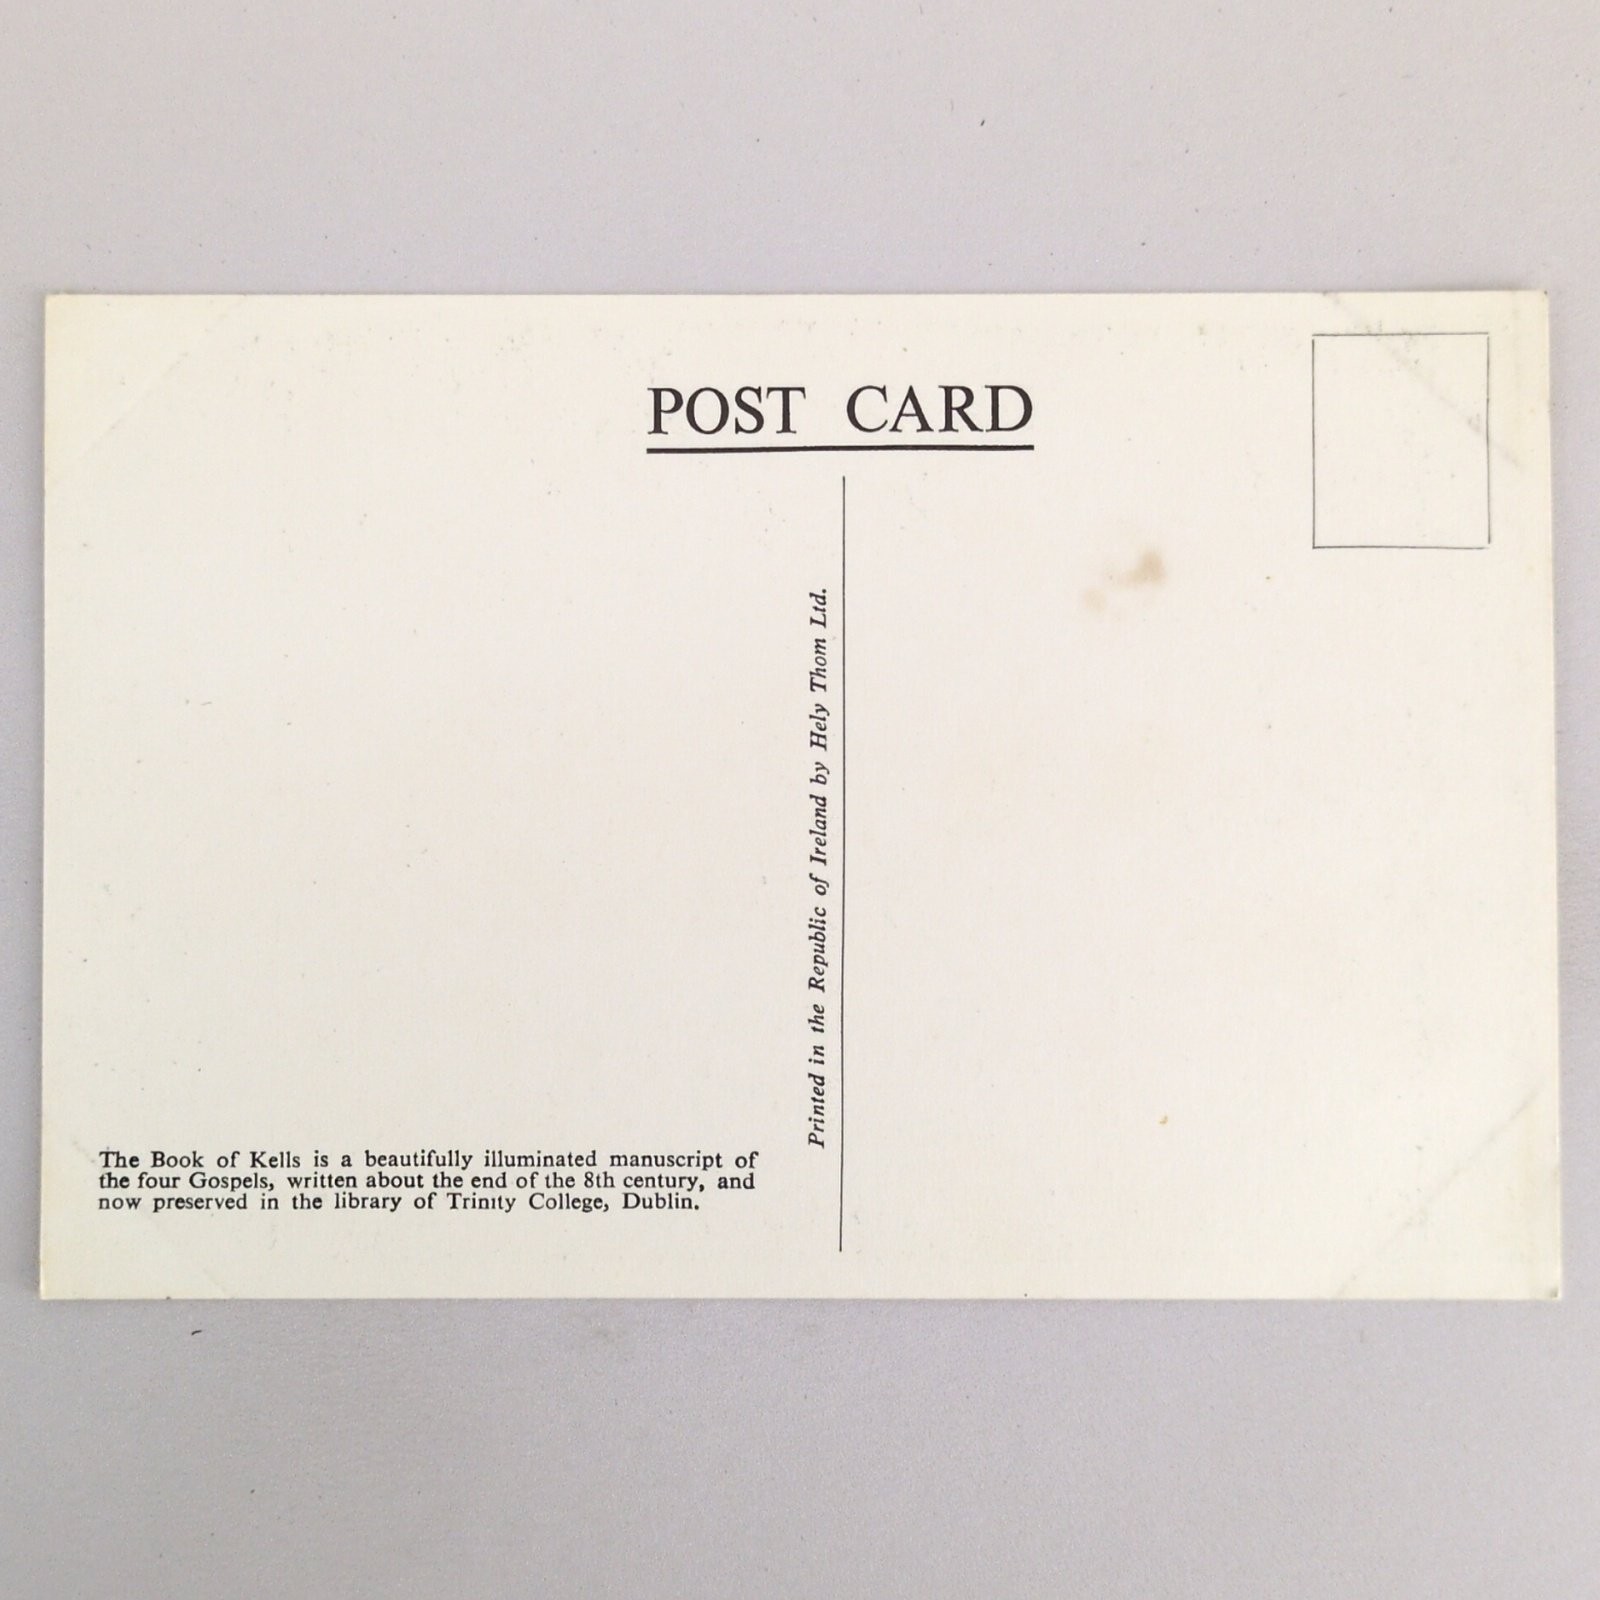 POST CARD
Printed in the Republic of Ireland by Hely Thom Ltd.
The Book of Kells is a beautifully illuminated manuscript of
the four Gospels, written about the end of the 8th century, and
now preserved in the library of Trinity College, Dublin.